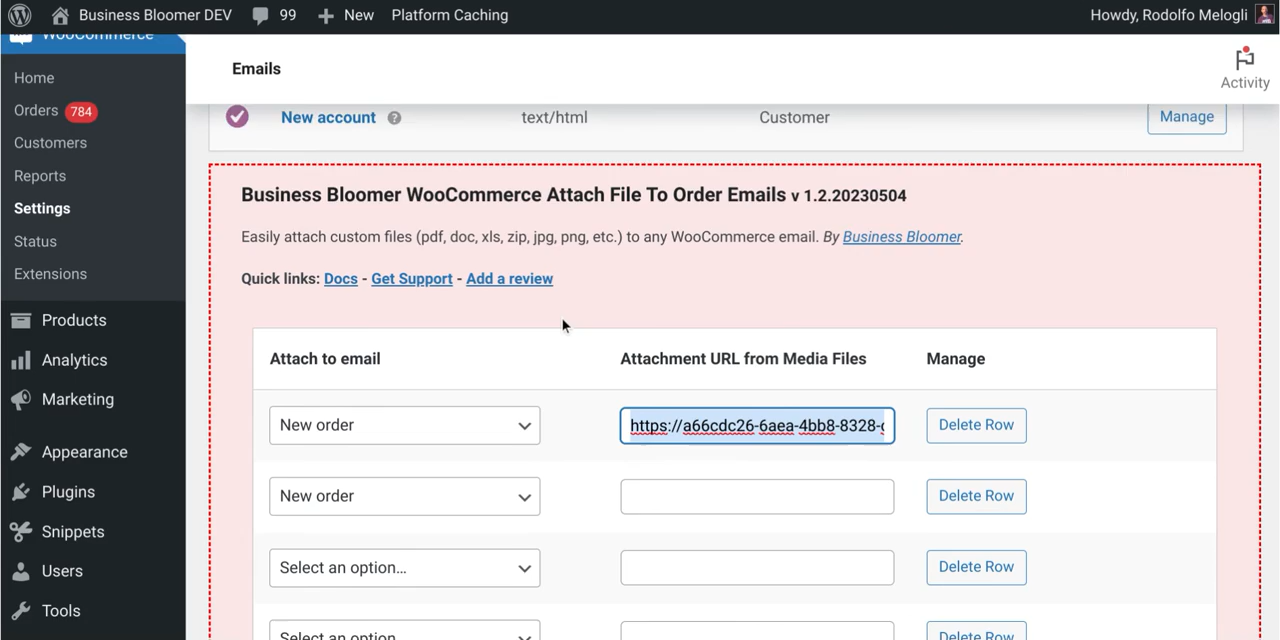 Business Bloomer DEV 99 New Platform Caching Howdy, Rodolfo Melogli
WooCommerce
Home
Orders 784
Customers
Reports
Settings
Status
Extensions
Products
Analytics
Marketing
Appearance
Plugins
Snippets
Users
Tools
Emails
Activity
New account ? text/html Customer Manage
Business Bloomer WooCommerce Attach File To Order Emails v 1.2.20230504
Easily attach custom files (pdf, doc, xls, zip, jpg, png, etc.) to any WooCommerce email. By Business Bloomer.
Quick links: Docs - Get Support - Add a review
Attach to email Attachment URL from Media Files Manage
New order https://a66cdc26-6aea-4bb8-8328- Delete Row
New order Delete Row
Select an option... Delete Row
Select an option Delete Row